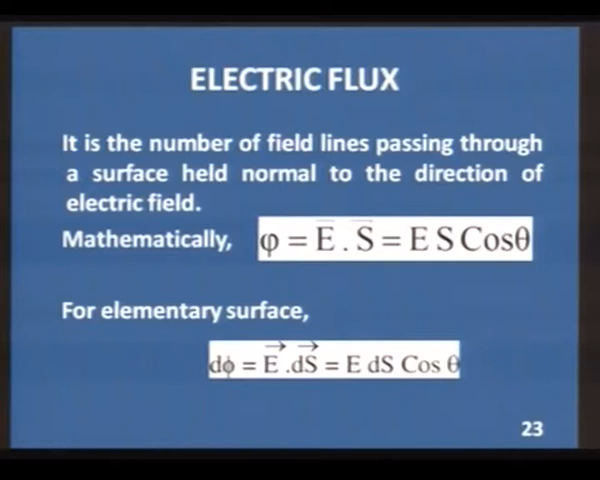 ELECTRIC FLUX
It is the number of field lines passing through
a surface held normal to the direction of
electric field.
Mathematically, φ = E̅ . S̅ = E S Cosθ
For elementary surface,
dϕ = E⃗ .dS⃗ = E dS Cos θ
23